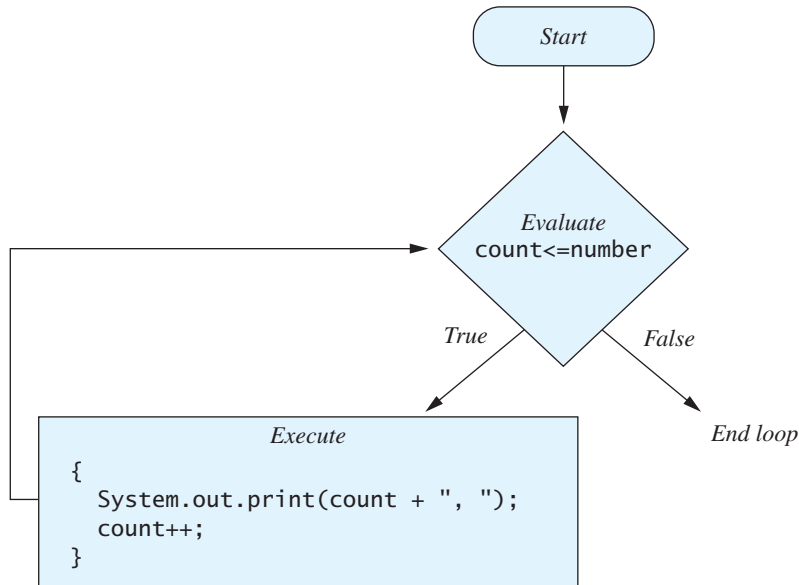 Start
Evaluate
count<=number
True
False
End loop
Execute
{
System.out.print(count + ", ");
count++;
}